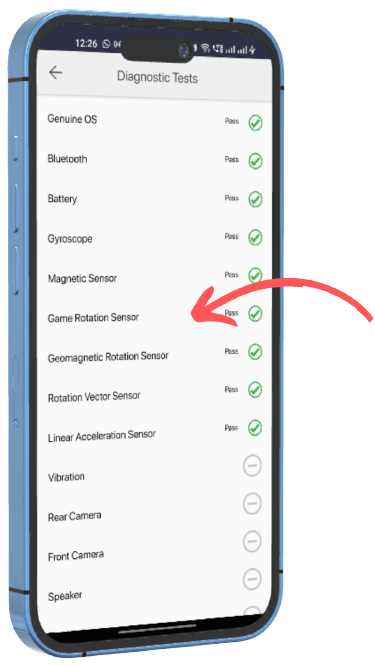 12:26
Diagnostic Tests
Genuine OS Pass
Bluetooth Pass
Battery Pass
Gyroscope Pass
Magnetic Sensor Pass
Game Rotation Sensor Pass
Geomagnetic Rotation Sensor Pass
Rotation Vector Sensor Pass
Linear Acceleration Sensor Pass
Vibration
Rear Camera
Front Camera
Speaker